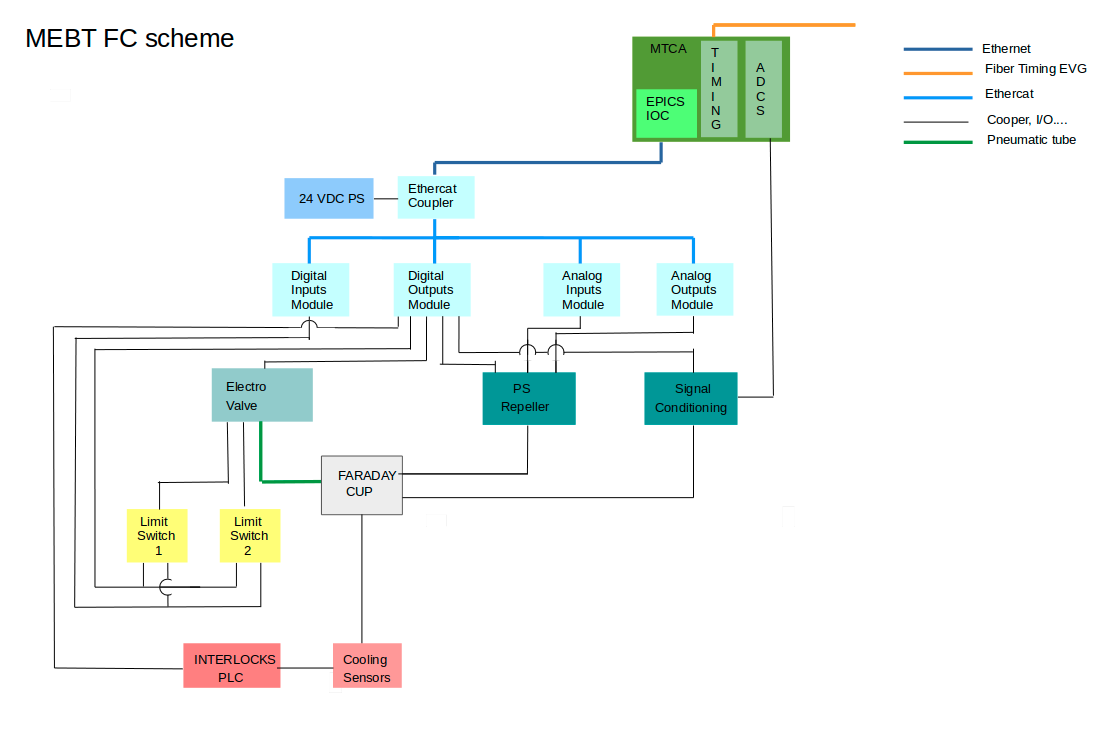 MEBT FC scheme
MTCA
T
I
M
I
N
G
A
D
C
S
EPICS
IOC
Ethernet
Fiber Timing EVG
Ethercat
Cooper, I/O....
Pneumatic tube
24 VDC PS
Ethercat
Coupler
Digital
Inputs
Module
Digital
Outputs
Module
Analog
Inputs
Module
Analog
Outputs
Module
Electro
Valve
PS
Repeller
Signal
Conditioning
FARADAY
CUP
Limit
Switch
1
Limit
Switch
2
INTERLOCKS
PLC
Cooling
Sensors